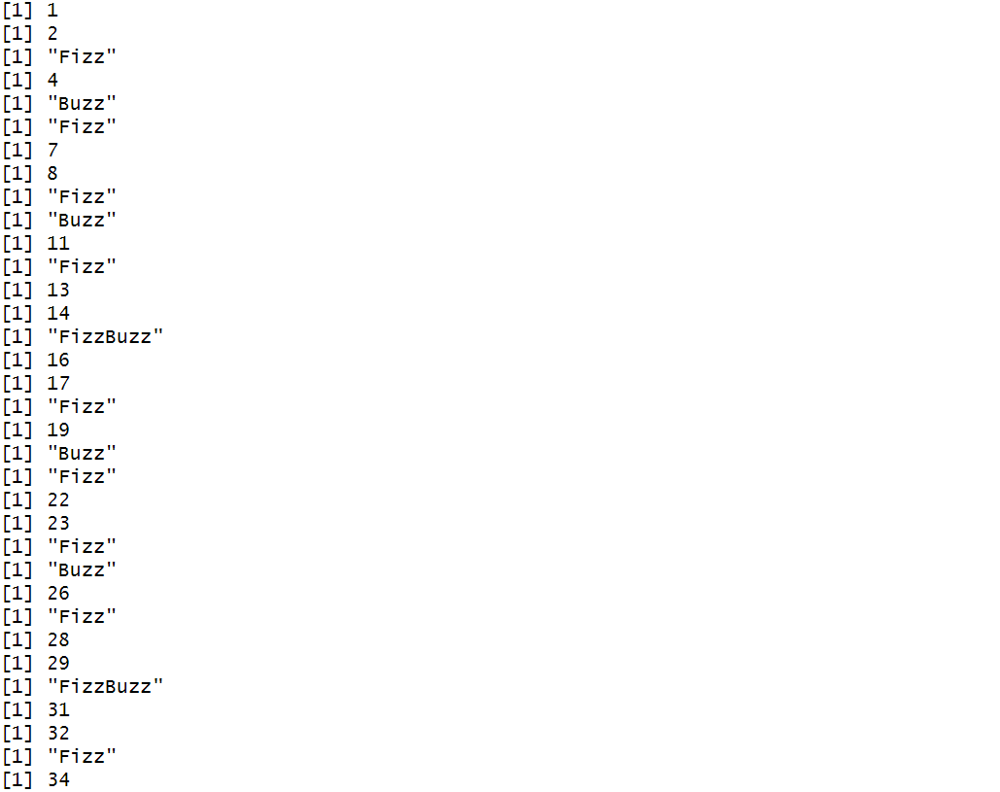 [1] 1
[1] 2
[1] "Fizz"
[1] 4
[1] "Buzz"
[1] "Fizz"
[1] 7
[1] 8
[1] "Fizz"
[1] "Buzz"
[1] 11
[1] "Fizz"
[1] 13
[1] 14
[1] "FizzBuzz"
[1] 16
[1] 17
[1] "Fizz"
[1] 19
[1] "Buzz"
[1] "Fizz"
[1] 22
[1] 23
[1] "Fizz"
[1] "Buzz"
[1] 26
[1] "Fizz"
[1] 28
[1] 29
[1] "FizzBuzz"
[1] 31
[1] 32
[1] "Fizz"
[1] 34